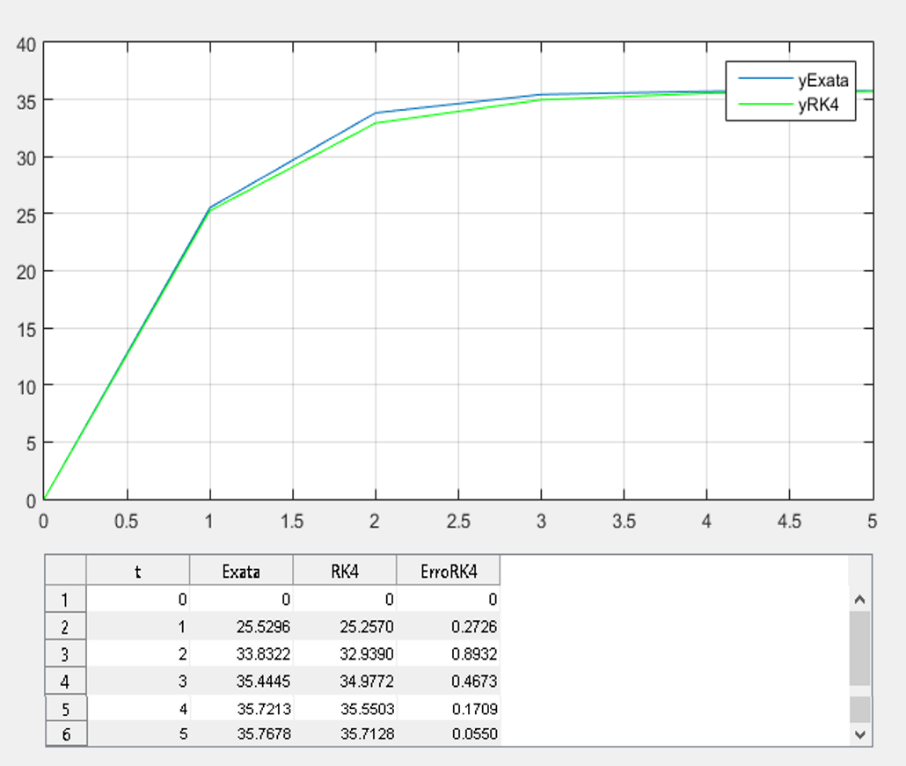 40
35
30
25
20
15
10
5
0
yExata
yRK4
0 0.5 1 1.5 2 2.5 3 3.5 4 4.5 5
t Exata RK4 ErroRK4
1 0 0 0 0
2 1 25.5296 25.2570 0.2726
3 2 33.8322 32.9390 0.8932
4 3 35.4445 34.9772 0.4673
5 4 35.7213 35.5503 0.1709
6 5 35.7678 35.7128 0.0550